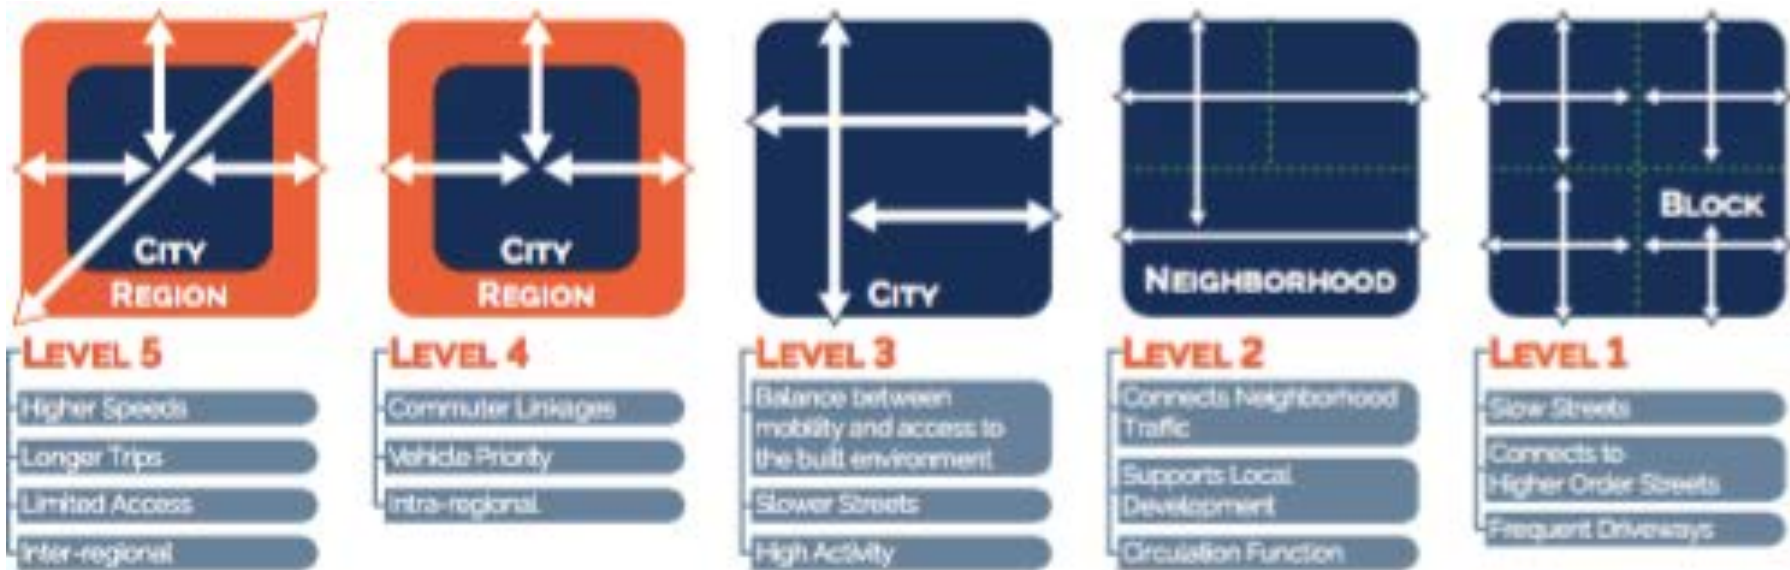 CITY
REGION
LEVEL 5
Higher Speeds
Longer Trips
Limited Access
Inter-regional
CITY
REGION
LEVEL 4
Commuter Linkages
Vehicle Priority
Intra-regional
CITY
LEVEL 3
Balance between
mobility and access to
the built environment
Slower Streets
High Activity
NEIGHBORHOOD
LEVEL 2
Connects Neighborhood
Traffic
Supports Local
Development
Circulation Function
BLOCK
LEVEL 1
Slow Streets
Connects to
Higher Order Streets
Frequent Driveways